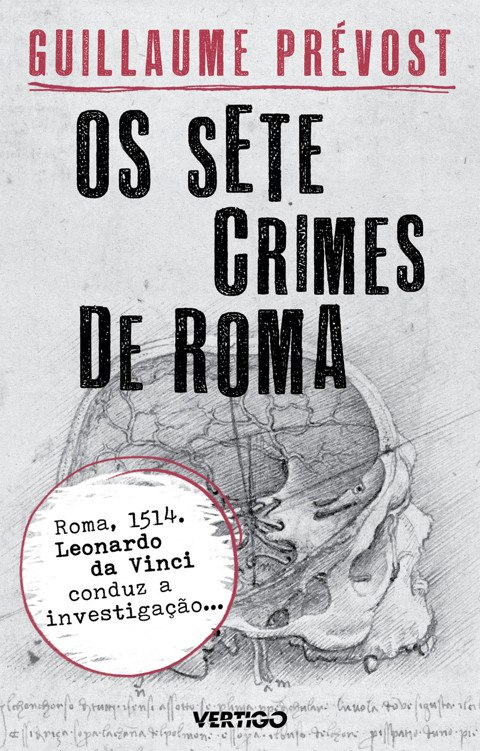 GUILLAUME PRÉVOST
OS SETE
CRIMES
DE ROMA
Roma, 1514.
Leonardo
da Vinci
conduz a
investigação...
VERTIGO